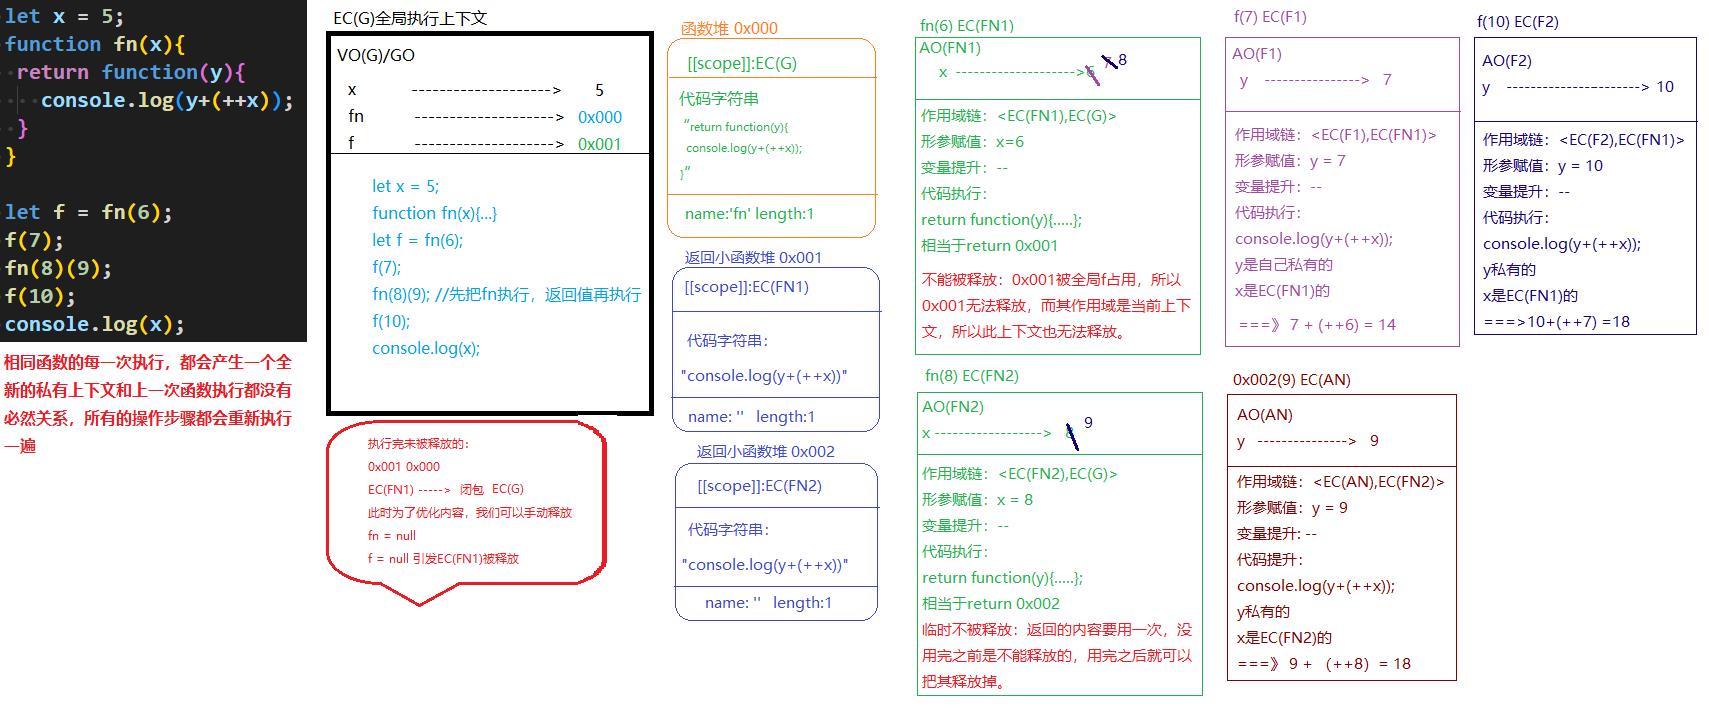 let x = 5;
function fn(x){
return function(y){
console.log(y+(++x));
}
}
let f = fn(6);
f(7);
fn(8)(9);
f(10);
console.log(x);
相同函数的每一次执行，都会产生一个全
新的私有上下文和上一次函数执行都没有
必然关系，所有的操作步骤都会重新执行
一遍
EC(G)全局执行上下文
VO(G)/GO
x --------------------> 5
fn --------------------> 0x000
f --------------------> 0x001
let x = 5;
function fn(x){...}
let f = fn(6);
f(7);
fn(8)(9); //先把fn执行，返回值再执行
f(10);
console.log(x);
执行完未被释放的：
0x001 0x000
EC(FN1) -----> 闭包 EC(G)
此时为了优化内容，我们可以手动释放
fn = null
f = null 引发EC(FN1)被释放
函数堆 0x000
[[scope]]:EC(G)
代码字符串
“return function(y){
console.log(y+(++x));
}”
name:'fn' length:1
返回小函数堆 0x001
[[scope]]:EC(FN1)
代码字符串：
"console.log(y+(++x))"
name: '' length:1
返回小函数堆 0x002
[[scope]]:EC(FN2)
代码字符串：
"console.log(y+(++x))"
name: '' length:1
fn(6) EC(FN1)
AO(FN1)
x --------------------->6 7 8
作用域链：<EC(FN1),EC(G)>
形参赋值：x=6
变量提升：--
代码执行：
return function(y){.....};
相当于return 0x001
不能被释放：0x001被全局f占用，所以
0x001无法释放，而其作用域是当前上下
文，所以此上下文也无法释放。
fn(8) EC(FN2)
AO(FN2)
x -------------------> 8 9
作用域链：<EC(FN2),EC(G)>
形参赋值：x = 8
变量提升：--
代码执行：
return function(y){.....};
相当于return 0x002
临时不被释放：返回的内容要用一次，没
用完之前是不能释放的，用完之后就可以
把其释放掉。
f(7) EC(F1)
AO(F1)
y ---------------> 7
作用域链：<EC(F1),EC(FN1)>
形参赋值：y = 7
变量提升：--
代码执行：
console.log(y+(++x));
y是自己私有的
x是EC(FN1)的
===》7 + (++6) = 14
0x002(9) EC(AN)
AO(AN)
y ---------------> 9
作用域链：<EC(AN),EC(FN2)>
形参赋值：y = 9
变量提升: --
代码提升：
console.log(y+(++x));
y私有的
x是EC(FN2)的
===》9 + （++8）= 18
f(10) EC(F2)
AO(F2)
y ----------------------> 10
作用域链：<EC(F2),EC(FN1)>
形参赋值：y = 10
变量提升：--
代码执行：
console.log(y+(++x));
y私有的
x是EC(FN1)的
===>10+(++7) =18